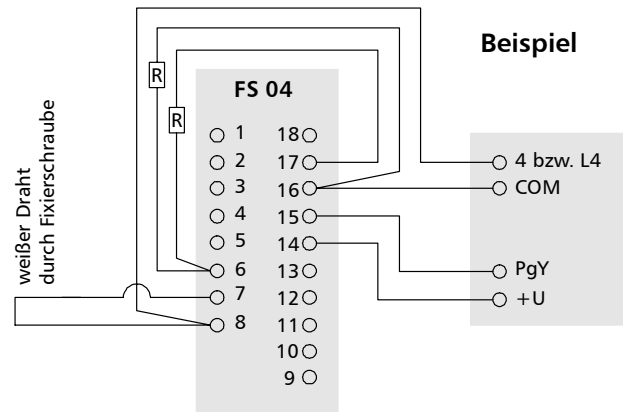 Beispiel
FS 04
R
R
weißer Draht
durch Fixierschraube
1 18
2 17
3 16
4 15
5 14
6 13
7 12
8 11
10
9
4 bzw. L4
COM
PgY
+U